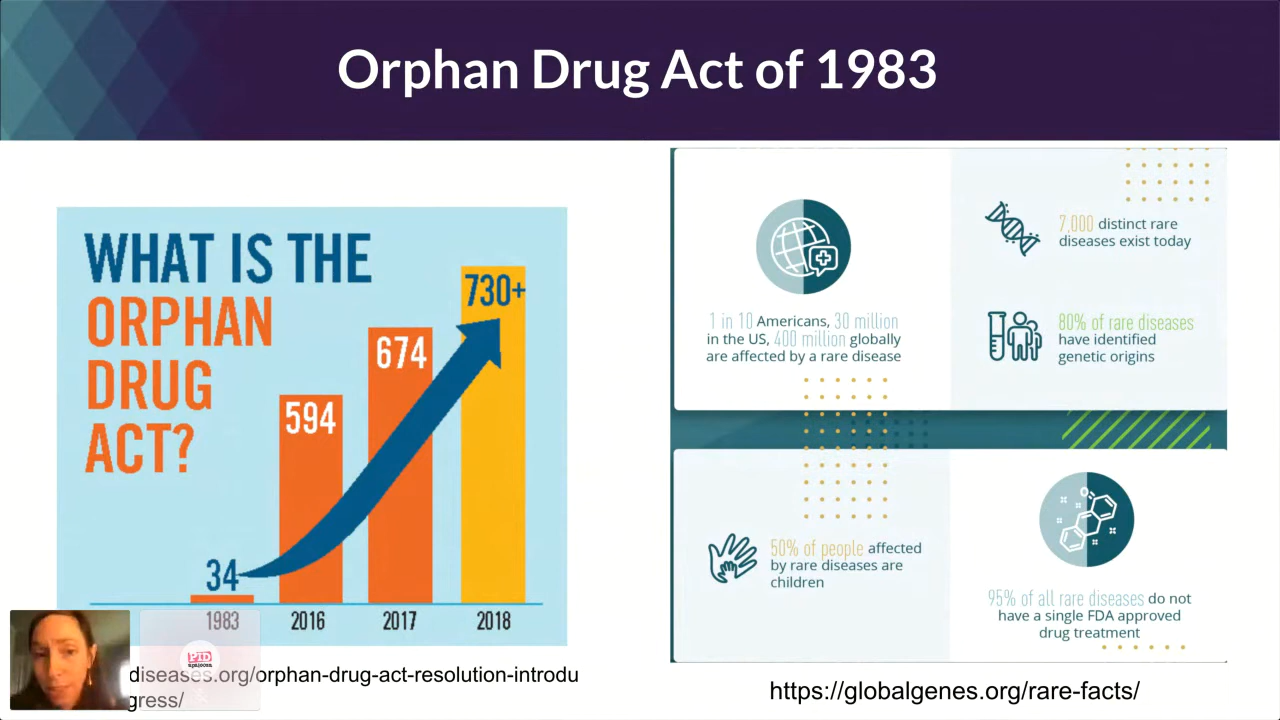 Orphan Drug Act of 1983
WHAT IS THE
ORPHAN
DRUG
ACT?
34
594
674
730+
1983
2016
2017
2018
diseases.org/orphan-drug-act-resolution-introdu
gress/
1 in 10 Americans, 30 million
in the US, 400 million globally
are affected by a rare disease
7,000 distinct rare
diseases exist today
80% of rare diseases
have identified
genetic origins
50% of people affected
by rare diseases are
children
95% of all rare diseases do not
have a single FDA approved
drug treatment
https://globalgenes.org/rare-facts/
PID